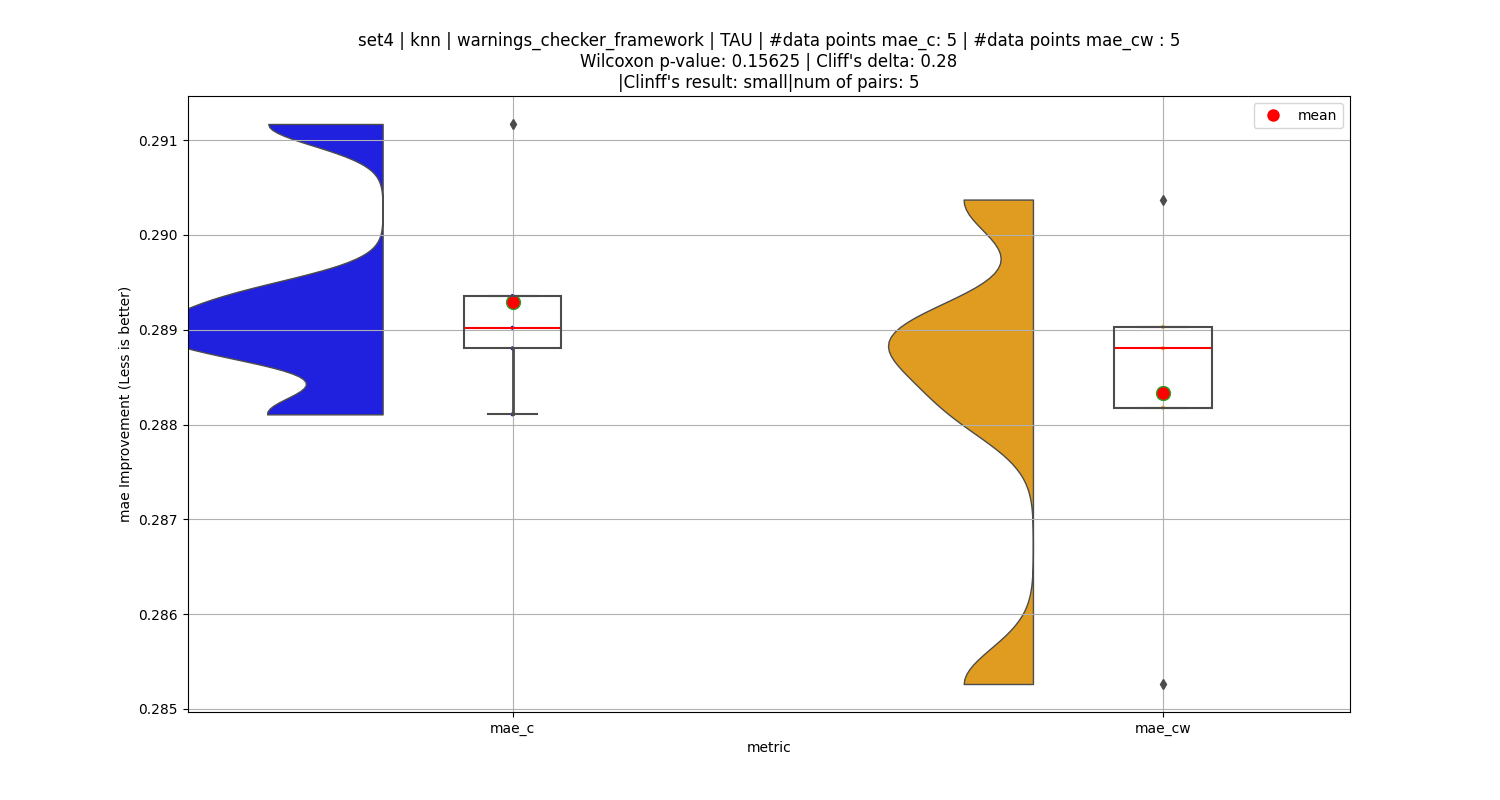 set4 | knn | warnings_checker_framework | TAU | #data points mae_c: 5 | #data points mae_cw : 5
Wilcoxon p-value: 0.15625 | Cliff's delta: 0.28
|Clinff's result: small|num of pairs: 5
mean
0.291
0.290
0.289
0.288
0.287
0.286
0.285
mae Improvement (Less is better)
mae_c
mae_cw
metric